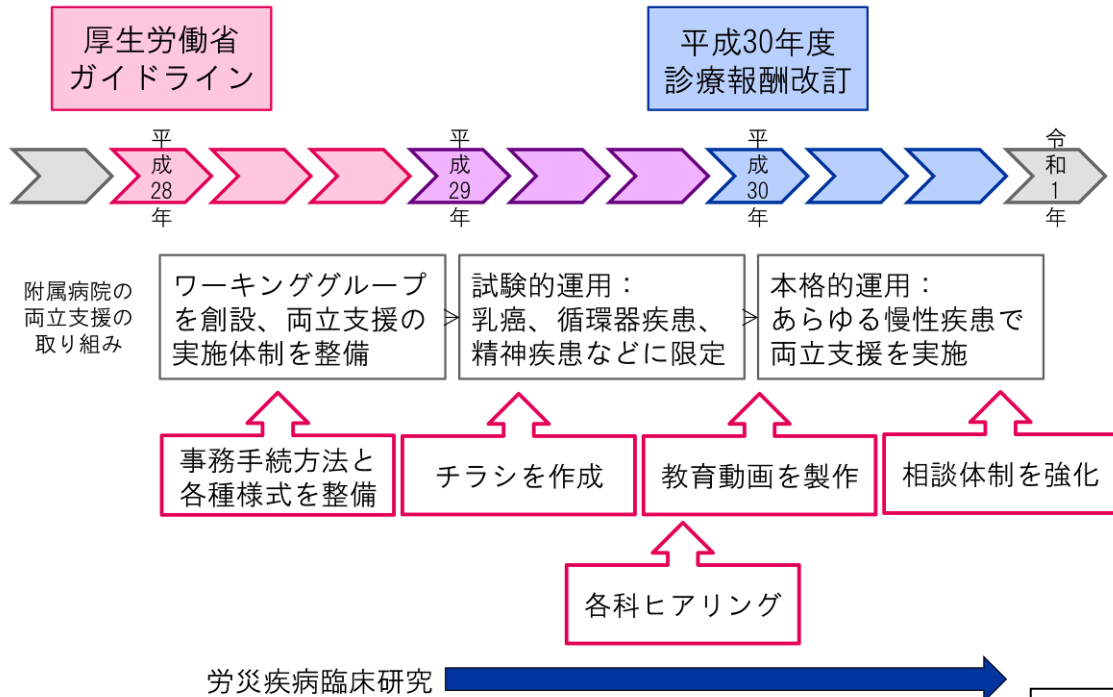 厚生労働省
ガイドライン
平成30年度
診療報酬改訂
平成28年
平成29年
平成30年
令和1年
附属病院の
両立支援の
取り組み
ワーキンググループ
を創設、両立支援の
実施体制を整備
試験的運用：
乳癌、循環器疾患、
精神疾患などに限定
本格的運用：
あらゆる慢性疾患で
両立支援を実施
事務手続方法と
各種様式を整備
チラシを作成
教育動画を製作
相談体制を強化
各科ヒアリング
労災疾病臨床研究